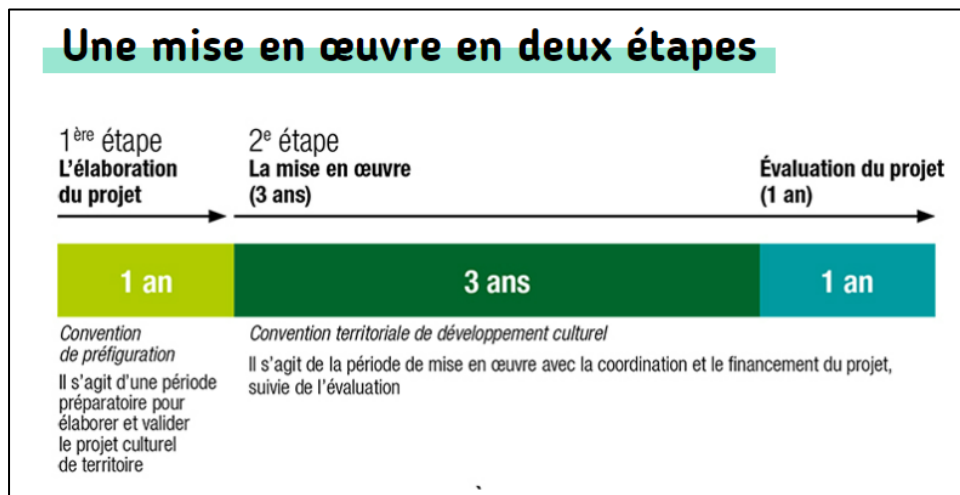 Une mise en œuvre en deux étapes
1ère étape
L'élaboration
du projet
2e étape
La mise en œuvre
(3 ans)
Évaluation du projet
(1 an)
1 an
3 ans
1 an
Convention
de préfiguration
Il s'agit d'une période
préparatoire pour
élaborer et valider
le projet culturel
de territoire
Convention territoriale de développement culturel
Il s'agit de la période de mise en œuvre avec la coordination et le financement du projet,
suivie de l'évaluation